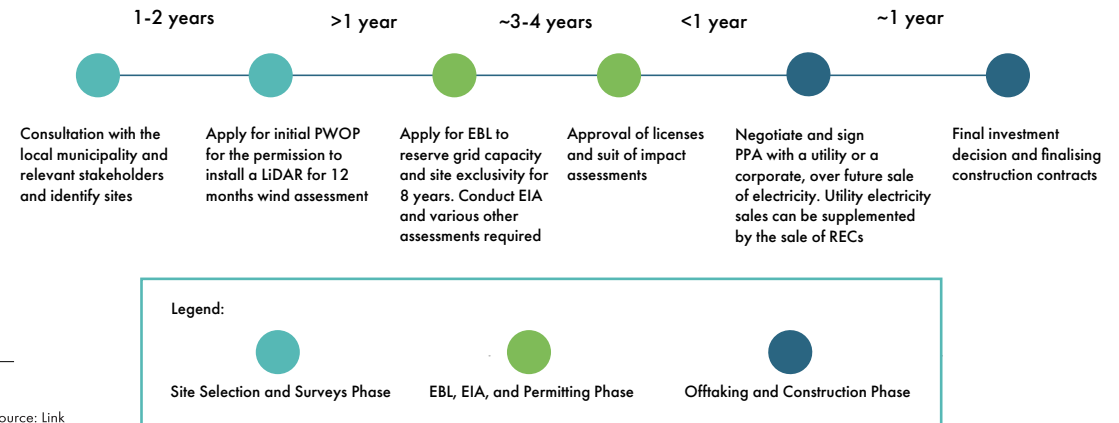 1-2 years
>1 year
~3-4 years
<1 year
~1 year
Consultation with the
local municipality and
relevant stakeholders
and identify sites
Apply for initial PWOP
for the permission to
install a LiDAR for 12
months wind assessment
Apply for EBL to
reserve grid capacity
and site exclusivity for
8 years. Conduct EIA
and various other
assessments required
Approval of licenses
and suit of impact
assessments
Negotiate and sign
PPA with a utility or a
corporate, over future sale
of electricity. Utility electricity
sales can be supplemented
by the sale of RECs
Final investment
decision and finalising
construction contracts
Legend:
Site Selection and Surveys Phase
EBL, EIA, and Permitting Phase
Offtaking and Construction Phase
ource: Link